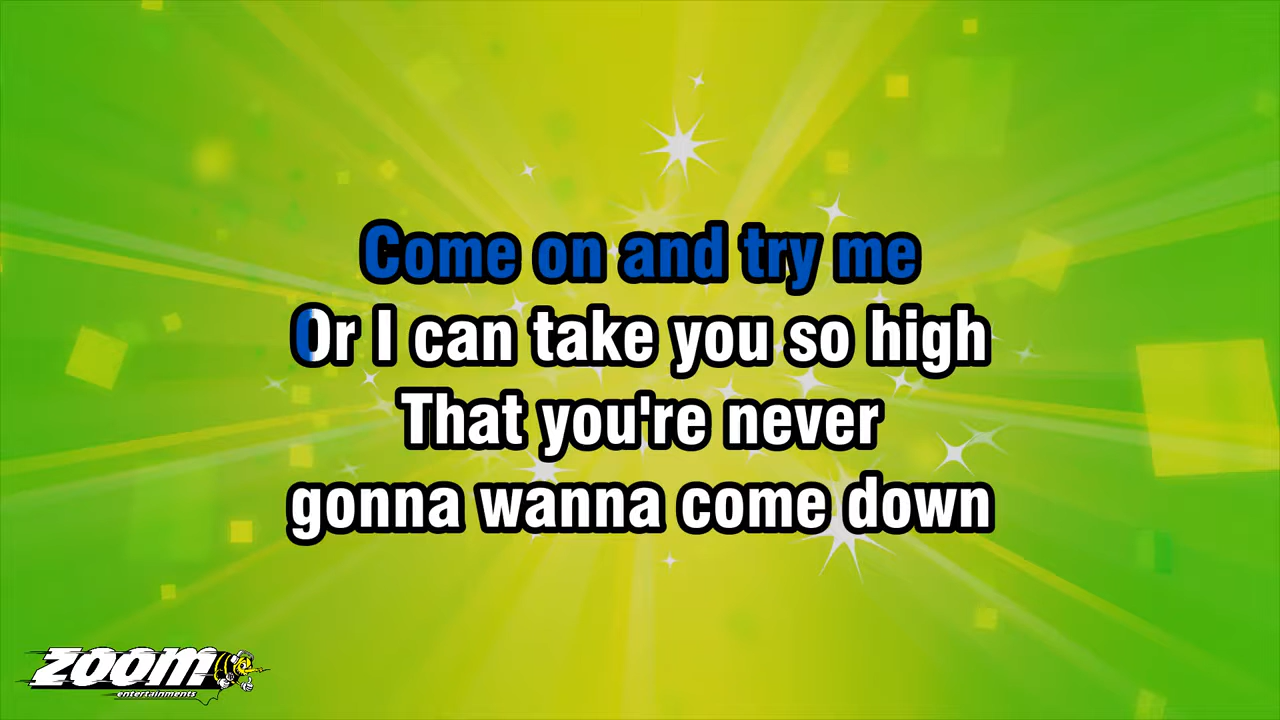 Come on and try me
Or I can take you so high
That you're never
gonna wanna come down
ZOOM
entertainments